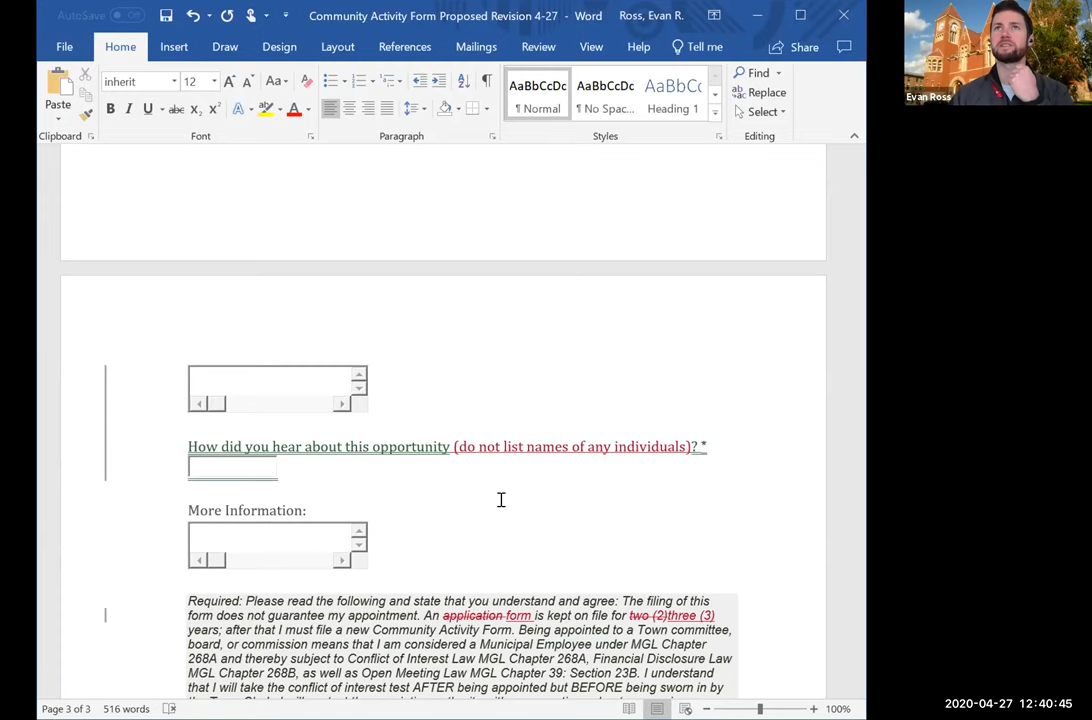 AutoSave Off
Community Activity Form Proposed Revision 4-27 - Word
Ross, Evan R.
File Home Insert Draw Design Layout References Mailings Review View Help Tell me Share
Paste
inherit 12
Aa
B I U abc X2 X2 A A
AaBbCcDc AaBbCcDc AaBbCc
¶ Normal ¶ No Spac... Heading 1
Find
Replace
Select
Clipboard Font Paragraph Styles Editing
Evan Ross
How did you hear about this opportunity (do not list names of any individuals)? *
More Information:
Required: Please read the following and state that you understand and agree: The filing of this
form does not guarantee my appointment. An application form is kept on file for two (2)three (3)
years; after that I must file a new Community Activity Form. Being appointed to a Town committee,
board, or commission means that I am considered a Municipal Employee under MGL Chapter
268A and thereby subject to Conflict of Interest Law MGL Chapter 268A, Financial Disclosure Law
MGL Chapter 268B, as well as Open Meeting Law MGL Chapter 39: Section 23B. I understand
that I will take the conflict of interest test AFTER being appointed but BEFORE being sworn in by
Page 3 of 3 516 words 100%
2020-04-27 12:40:45